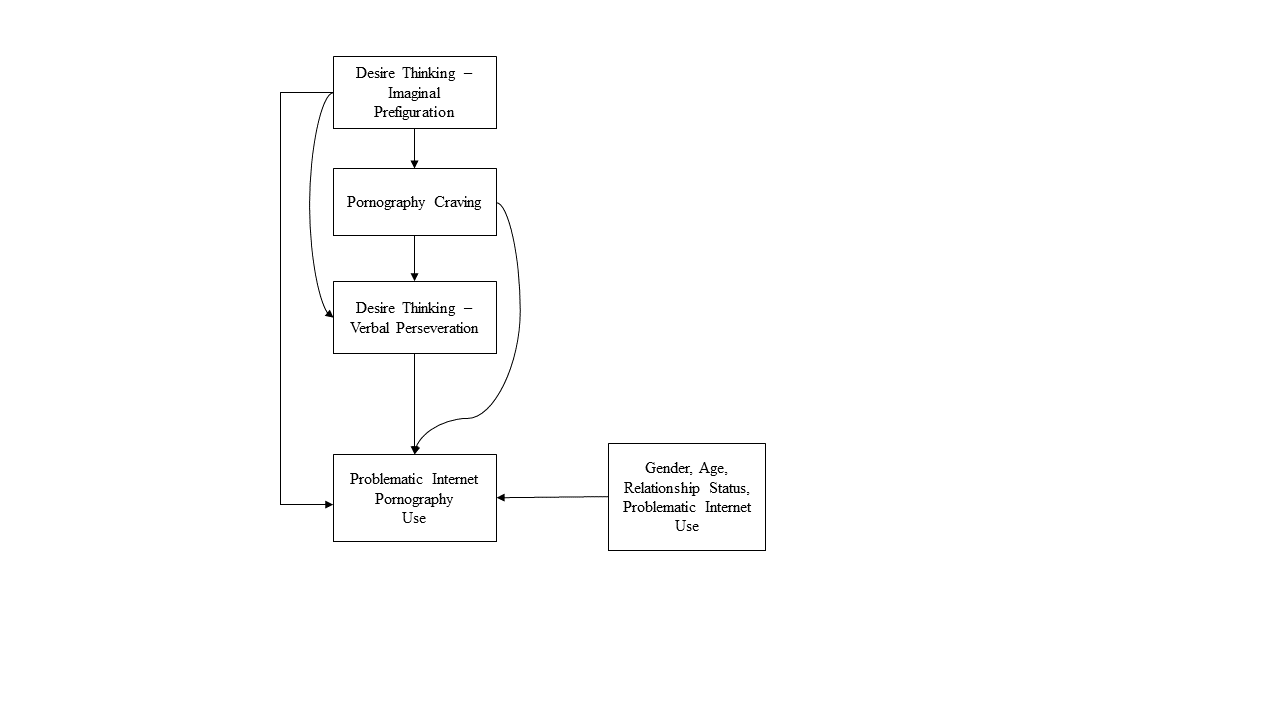 Desire Thinking –
Imaginal
Prefiguration
Pornography Craving
Desire Thinking –
Verbal Perseveration
Problematic Internet
Pornography
Use
Gender, Age,
Relationship Status,
Problematic Internet
Use